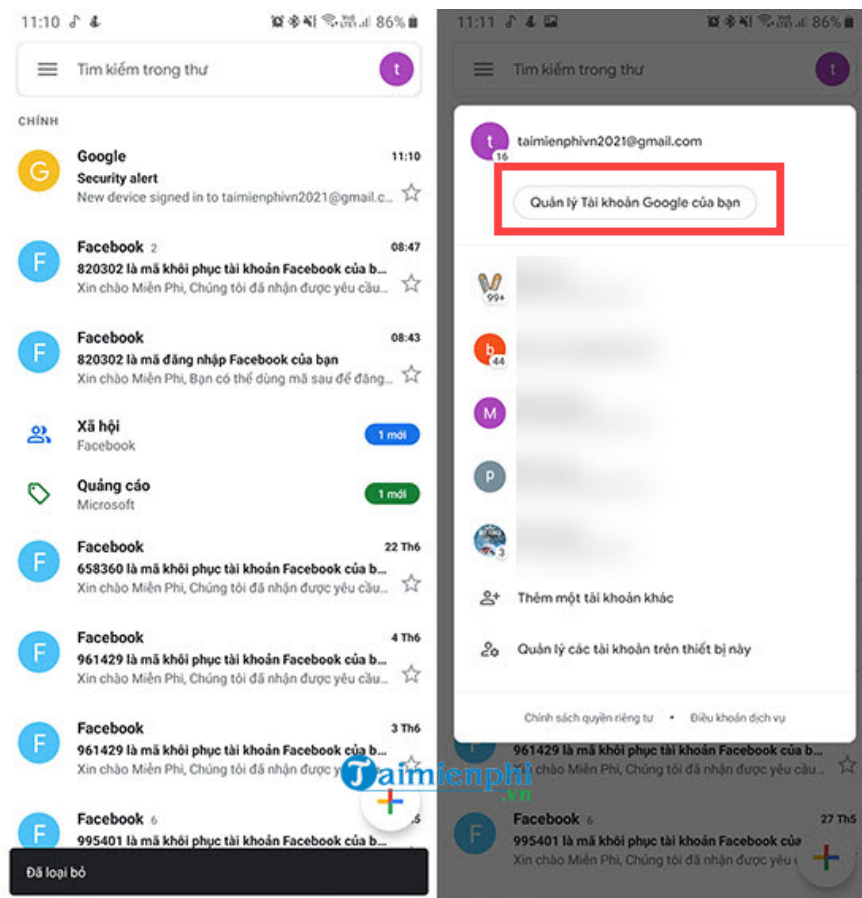 11:10
86%
Tìm kiếm trong thư
t
CHÍNH
G
Google
11:10
Security alert
New device signed in to taimienphivn2021@gmail.c...
F
Facebook 2
08:47
820302 là mã khôi phục tài khoản Facebook của b...
Xin chào Miễn Phí, Chúng tôi đã nhận được yêu cầu...
F
Facebook
08:43
820302 là mã đăng nhập Facebook của bạn
Xin chào Miễn Phí, Bạn có thể dùng mã sau để đăng...
Xã hội
Facebook
1 mới
Quảng cáo
Microsoft
1 mới
F
Facebook
22 Th6
658360 là mã khôi phục tài khoản Facebook của b...
Xin chào Miễn Phí, Chúng tôi đã nhận được yêu cầu...
F
Facebook
4 Th6
961429 là mã khôi phục tài khoản Facebook của b...
Xin chào Miễn Phí, Chúng tôi đã nhận được yêu cầu...
F
Facebook
3 Th6
961429 là mã khôi phục tài khoản Facebook của b...
Xin chào Miễn Phí, Chúng tôi đã nhận được
F
Facebook 6
995401 là mã khôi phục tài khoản Facebook của b...
Đã loại bỏ
11:11
86%
Tìm kiếm trong thư
t
t
16
taimienphivn2021@gmail.com
Quản lý Tài khoản Google của bạn
99+
b
44
M
P
3
Thêm một tài khoản khác
Quản lý các tài khoản trên thiết bị này
Chính sách quyền riêng tư • Điều khoản dịch vụ
961429 là mã khôi phục tài khoản Facebook của b...
chào Miễn Phí, Chúng tôi đã nhận được yêu cầu...
F
Facebook 6
27 Th5
995401 là mã khôi phục tài khoản Facebook của
Xin chào Miễn Phí, Chúng tôi đã nhận được yêu
Taimienphi
.vn